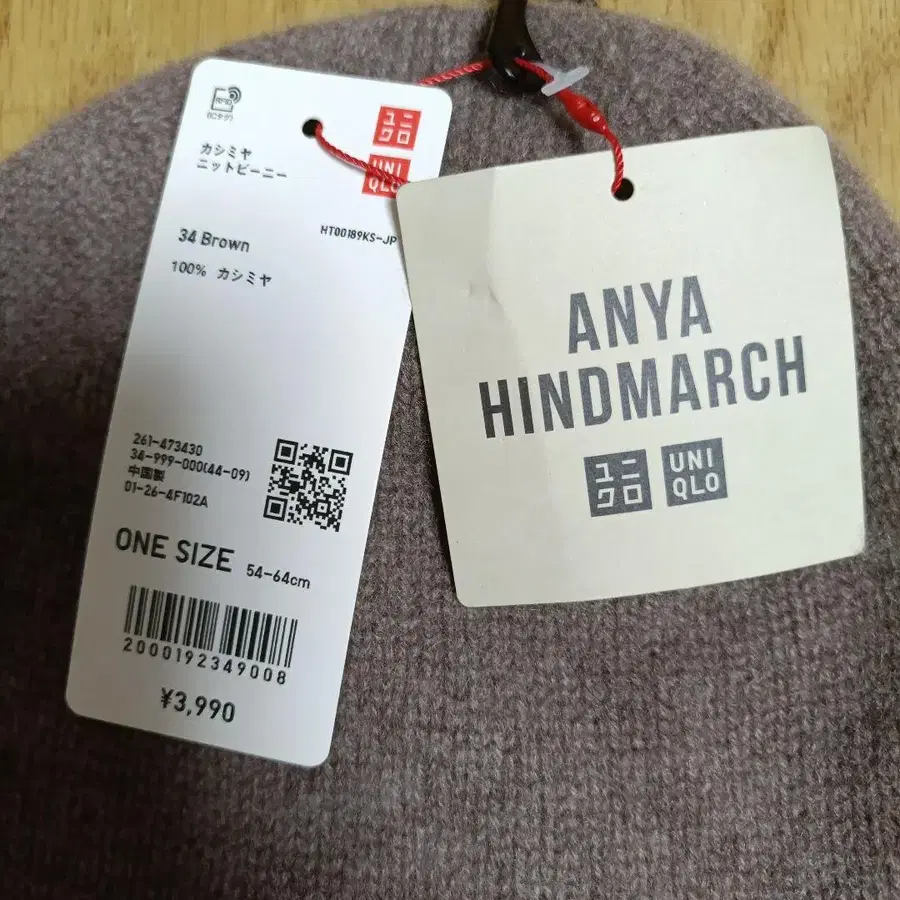 RFID
(ICタグ)
ユニ
クロ
UNI
QLO
カシミヤ
ニットビーニー
HT00189KS-JP
34 Brown
100% カシミヤ
261-473430
34-999-000(44-09)
中国製
01-26-4F102A
ONE SIZE 54-64cm
2000192349008
¥3,990
ANYA
HINDMARCH
ユニ
クロ
UNI
QLO